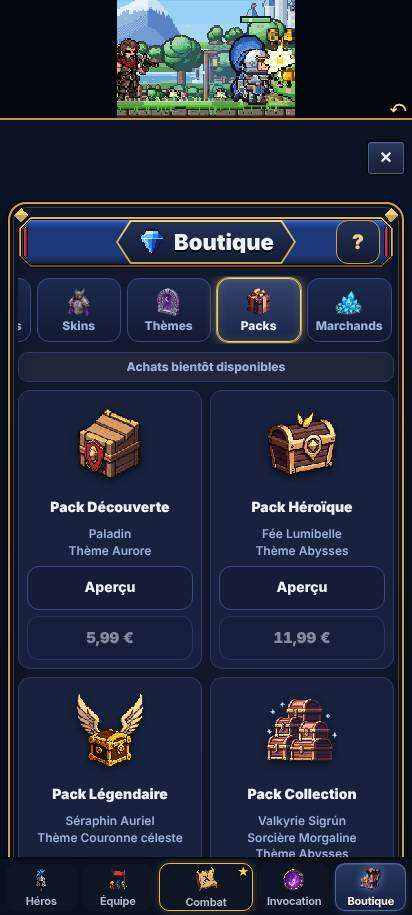 ×
Boutique
?
s
Skins
Thèmes
Packs
Marchands
Achats bientôt disponibles
Pack Découverte
Pack Héroïque
Paladin
Thème Aurore
Fée Lumibelle
Thème Abysses
Aperçu
Aperçu
5,99 €
11,99 €
Pack Légendaire
Pack Collection
Séraphin Auriel
Thème Couronne céleste
Valkyrie Sigrún
Sorcière Morgaline
Thème Abysses
Héros
Équipe
Combat
Invocation
Boutique